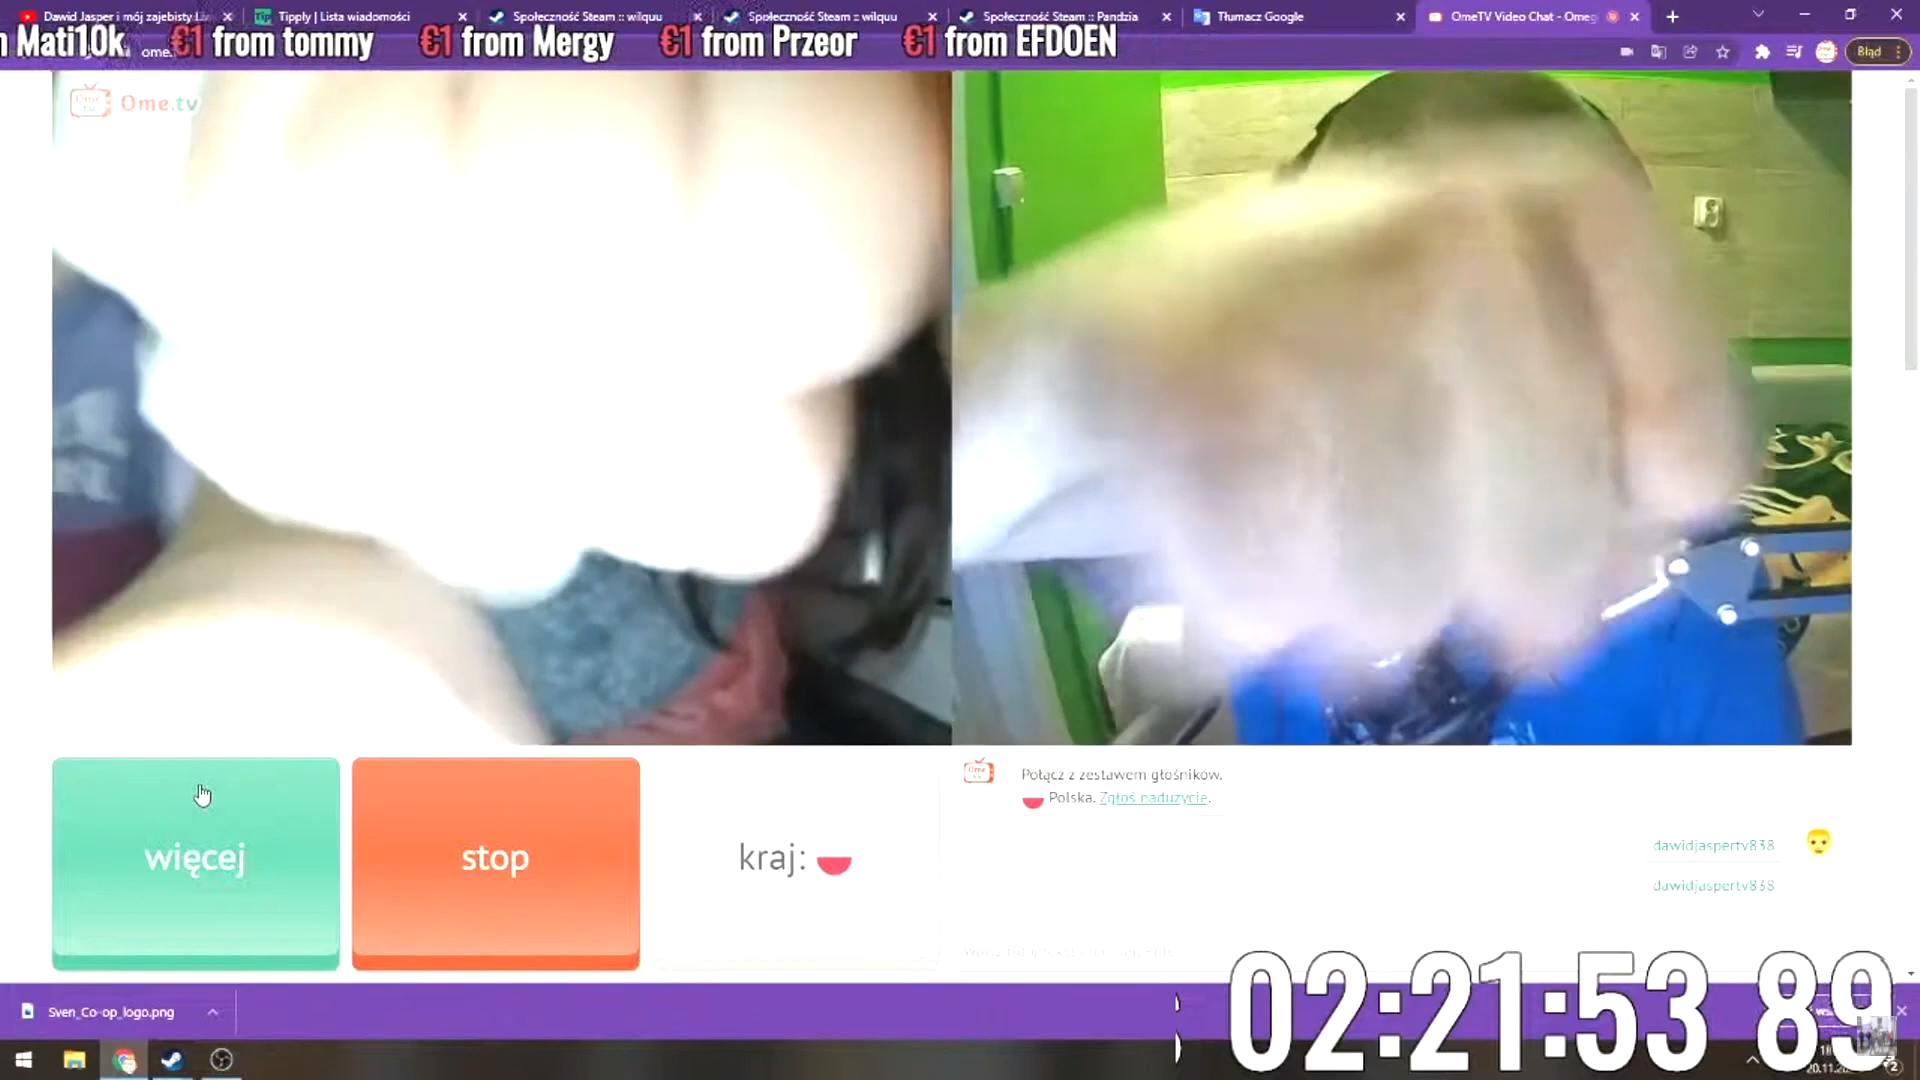 Dawid Jasper i mój zajebisty Li
Tipply | Lista wiadomości
Społeczność Steam :: wilquu
Społeczność Steam :: wilquu
Społeczność Steam :: Pandzia
Tłumacz Google
OmeTV Video Chat - Omeg
Mati10k €1 from tommy €1 from Mergy €1 from Przeor €1 from EFDOEN
ome.
Błąd
Ome.tv
więcej
stop
kraj:
Połącz z zestawem głośników.
Polska. Zgłoś nadużycie.
dawidjaspertv838
dawidjaspertv838
Sven_Co-op_logo.png
02:21:53 89